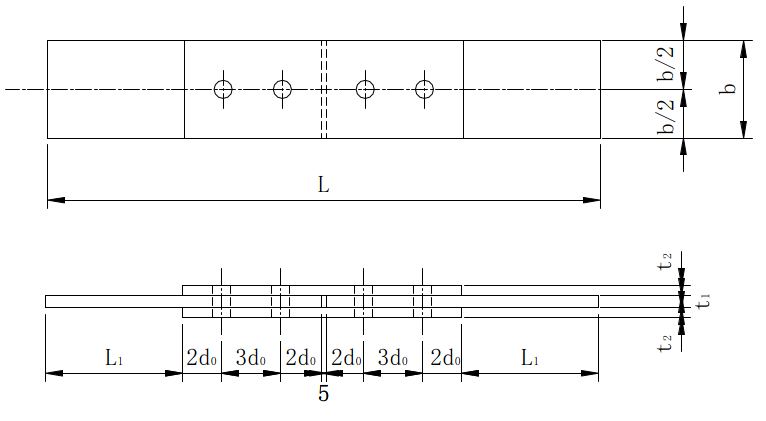 b/2
b/2
b
L
t₂
t₁
t₂
L₁ 2d₀ 3d₀ 2d₀ 2d₀ 3d₀ 2d₀ L₁
5